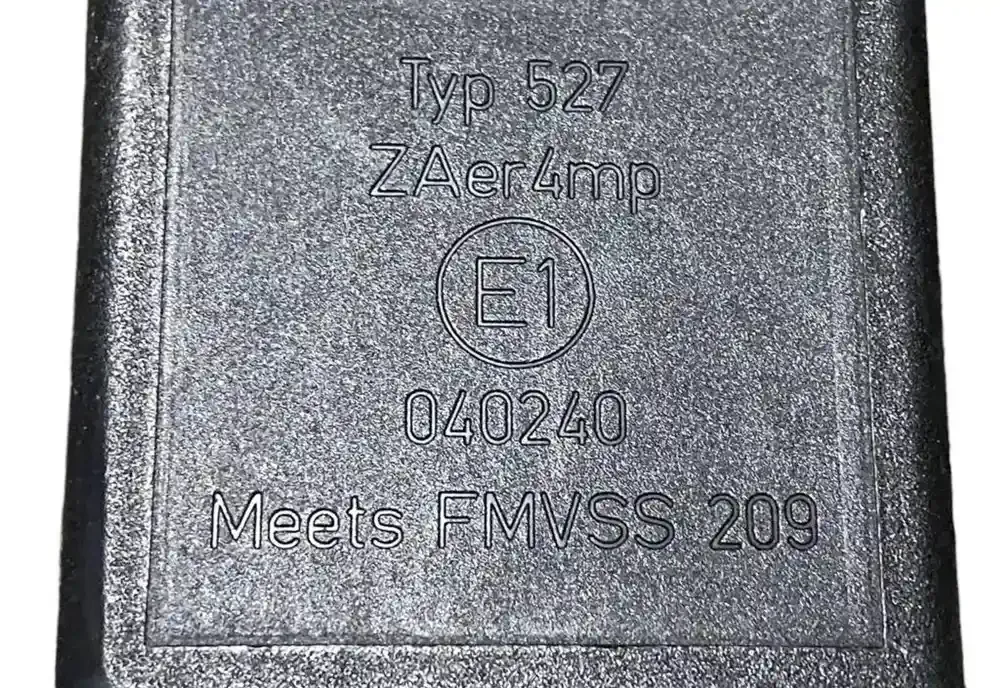 Typ 527
ZAer4mp
E1
040240
Meets FMVSS 209